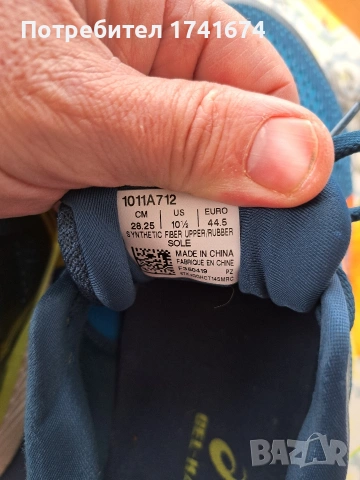 Потребител 1741674
1011A712
CM US EURO
28.25 10½ 44.5
SYNTHETIC FIBER UPPER/RUBBER
SOLE
MADE IN CHINA
FABRIQUE EN CHINE
PZ
BAZAR